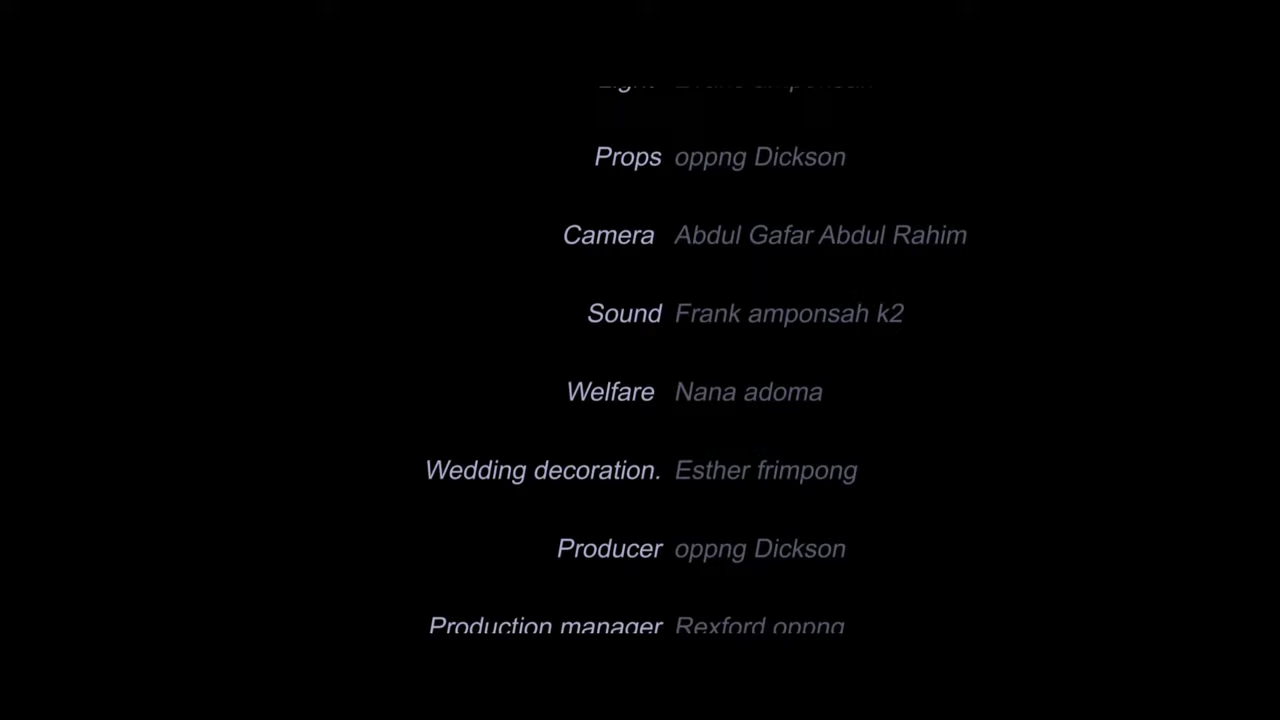 Props oppng Dickson
Camera Abdul Gafar Abdul Rahim
Sound Frank amponsah k2
Welfare Nana adoma
Wedding decoration. Esther frimpong
Producer oppng Dickson
Production manager Rexford oppng